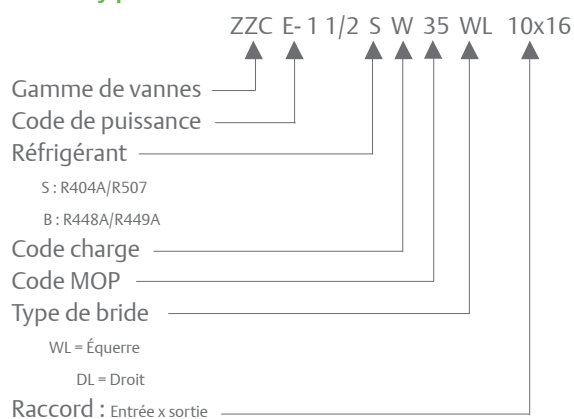 ZZC E- 1 1/2 S W 35 WL 10x16
Gamme de vannes
Code de puissance
Réfrigérant
S : R404A/R507
B : R448A/R449A
Code charge
Code MOP
Type de bride
WL = Équerre
DL = Droit
Raccord : Entrée x sortie